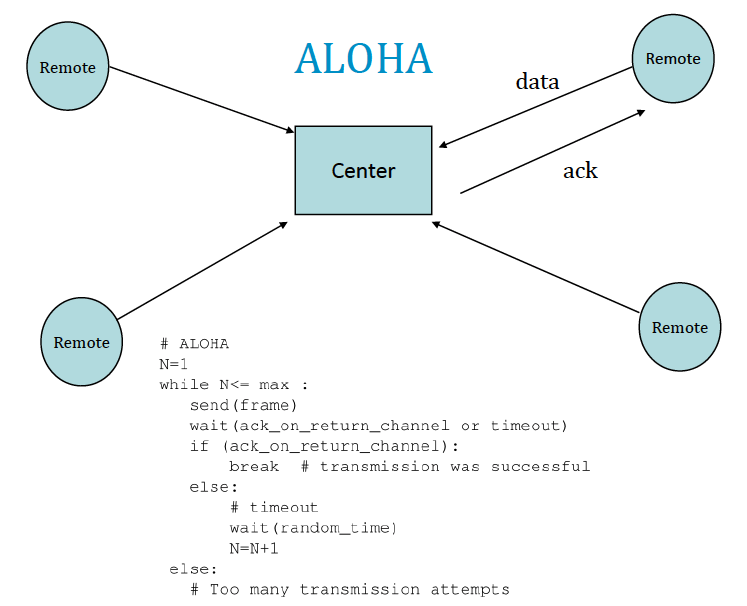 ALOHA
Remote
Remote
data
Center
ack
Remote
Remote
# ALOHA
N=1
while N<= max :
   send(frame)
   wait(ack_on_return_channel or timeout)
   if (ack_on_return_channel):
       break  # transmission was successful
   else:
       # timeout
       wait(random_time)
       N=N+1
 else:
   # Too many transmission attempts